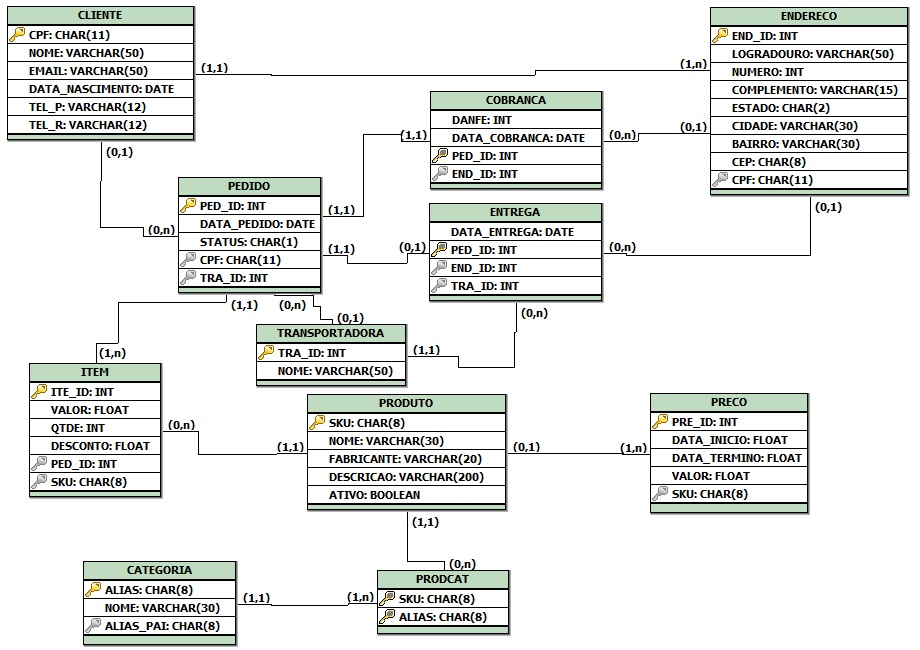 CLIENTE
CPF: CHAR(11)
NOME: VARCHAR(50)
EMAIL: VARCHAR(50)
DATA_NASCIMENTO: DATE
TEL_P: VARCHAR(12)
TEL_R: VARCHAR(12)
(1,1)
(1,n)
(0,1)
(0,n)
ENDERECO
END_ID: INT
LOGRADOURO: VARCHAR(50)
NUMERO: INT
COMPLEMENTO: VARCHAR(15)
ESTADO: CHAR(2)
CIDADE: VARCHAR(30)
BAIRRO: VARCHAR(30)
CEP: CHAR(8)
CPF: CHAR(11)
(0,1)
COBRANCA
DANFE: INT
DATA_COBRANCA: DATE
PED_ID: INT
END_ID: INT
(1,1)
(0,n)
(0,1)
PEDIDO
PED_ID: INT
DATA_PEDIDO: DATE
STATUS: CHAR(1)
CPF: CHAR(11)
TRA_ID: INT
(1,1)
(1,1)
(0,1)
(1,1)
(0,n)
ENTREGA
DATA_ENTREGA: DATE
PED_ID: INT
END_ID: INT
TRA_ID: INT
(0,n)
(0,n)
(0,1)
TRANSPORTADORA
TRA_ID: INT
NOME: VARCHAR(50)
(1,1)
(1,n)
ITEM
ITE_ID: INT
VALOR: FLOAT
QTDE: INT
DESCONTO: FLOAT
PED_ID: INT
SKU: CHAR(8)
(0,n)
(1,1)
PRODUTO
SKU: CHAR(8)
NOME: VARCHAR(30)
FABRICANTE: VARCHAR(20)
DESCRICAO: VARCHAR(200)
ATIVO: BOOLEAN
(0,1)
(1,n)
(1,1)
PRECO
PRE_ID: INT
DATA_INICIO: FLOAT
DATA_TERMINO: FLOAT
VALOR: FLOAT
SKU: CHAR(8)
CATEGORIA
ALIAS: CHAR(8)
NOME: VARCHAR(30)
ALIAS_PAI: CHAR(8)
(1,1)
(1,n)
(0,n)
PRODCAT
SKU: CHAR(8)
ALIAS: CHAR(8)